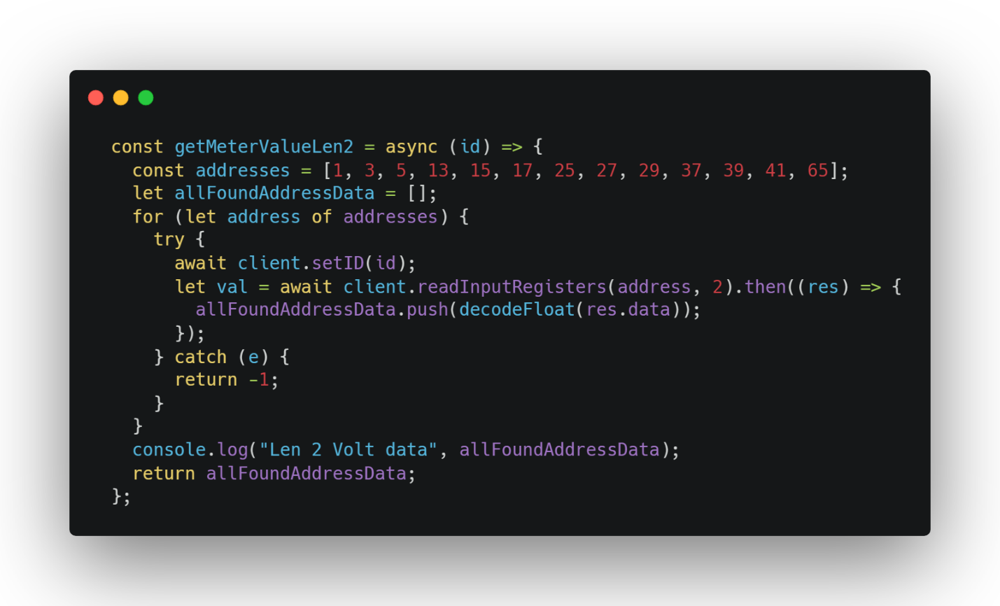 const getMeterValueLen2 = async (id) => {
  const addresses = [1, 3, 5, 13, 15, 17, 25, 27, 29, 37, 39, 41, 65];
  let allFoundAddressData = [];
  for (let address of addresses) {
    try {
      await client.setID(id);
      let val = await client.readInputRegisters(address, 2).then((res) => {
        allFoundAddressData.push(decodeFloat(res.data));
      });
    } catch (e) {
      return -1;
    }
  }
  console.log("Len 2 Volt data", allFoundAddressData);
  return allFoundAddressData;
};